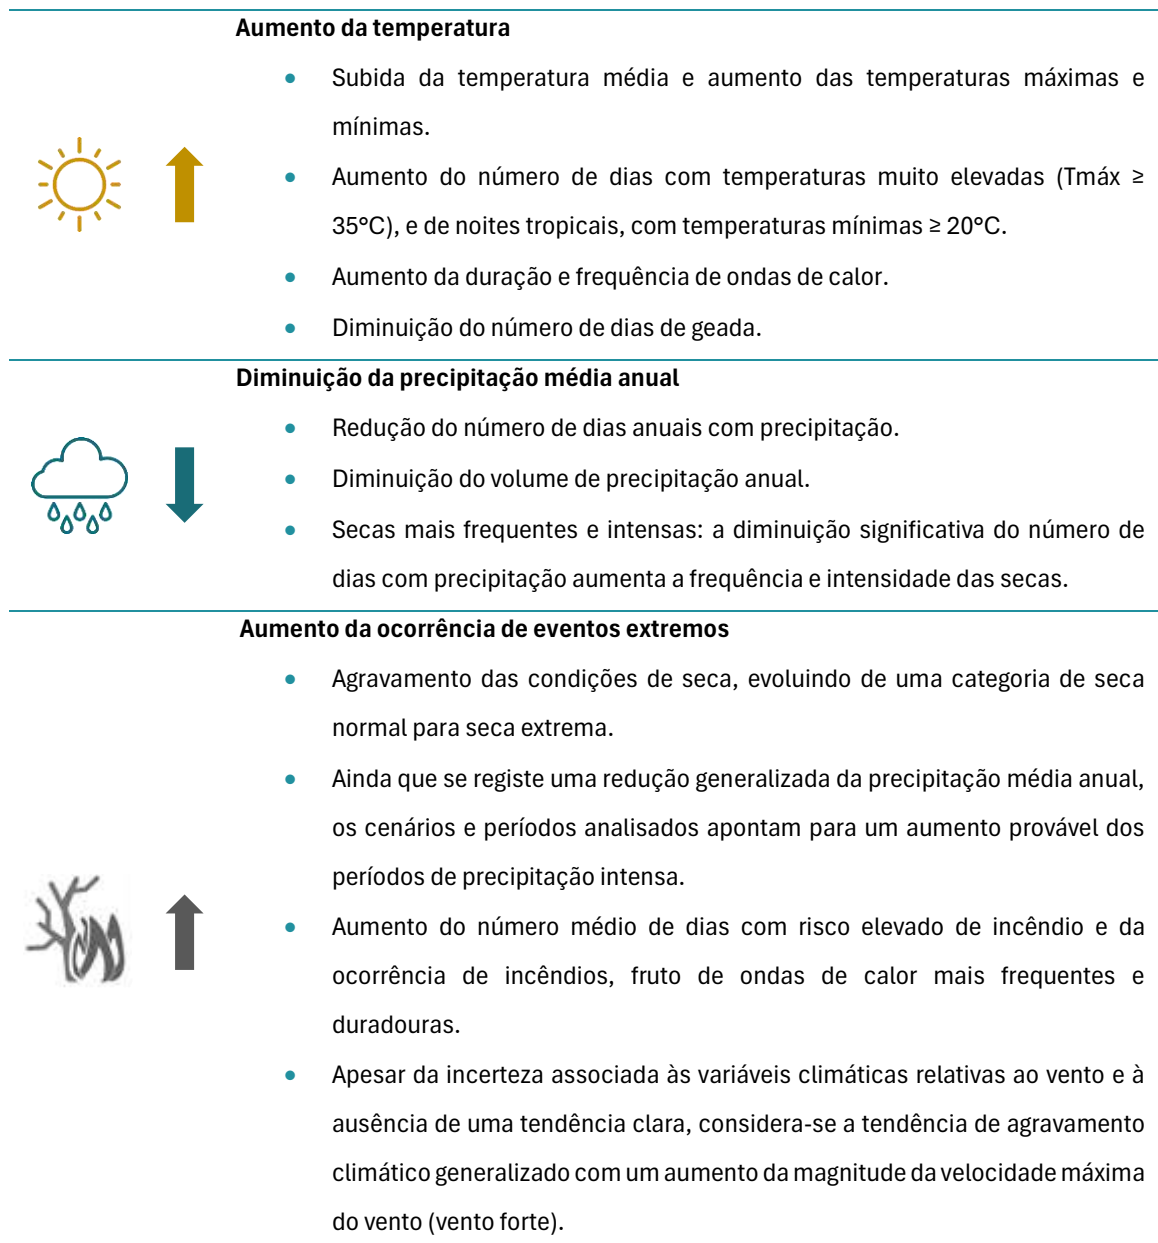 Aumento da temperatura
• Subida da temperatura média e aumento das temperaturas máximas e
mínimas.
• Aumento do número de dias com temperaturas muito elevadas (Tmáx ≥
35°C), e de noites tropicais, com temperaturas mínimas ≥ 20°C.
• Aumento da duração e frequência de ondas de calor.
• Diminuição do número de dias de geada.
Diminuição da precipitação média anual
• Redução do número de dias anuais com precipitação.
• Diminuição do volume de precipitação anual.
• Secas mais frequentes e intensas: a diminuição significativa do número de
dias com precipitação aumenta a frequência e intensidade das secas.
Aumento da ocorrência de eventos extremos
• Agravamento das condições de seca, evoluindo de uma categoria de seca
normal para seca extrema.
• Ainda que se registe uma redução generalizada da precipitação média anual,
os cenários e períodos analisados apontam para um aumento provável dos
períodos de precipitação intensa.
• Aumento do número médio de dias com risco elevado de incêndio e da
ocorrência de incêndios, fruto de ondas de calor mais frequentes e
duradouras.
• Apesar da incerteza associada às variáveis climáticas relativas ao vento e à
ausência de uma tendência clara, considera-se a tendência de agravamento
climático generalizado com um aumento da magnitude da velocidade máxima
do vento (vento forte).